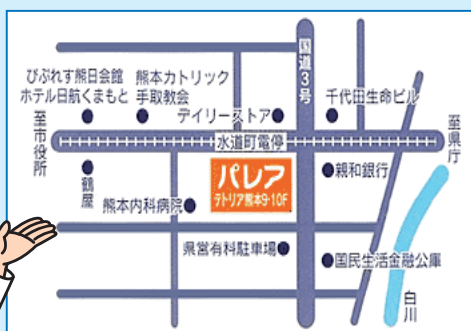 国道3号
びぷれす熊日会館
ホテル日航くまもと
熊本カトリック
手取教会
デイリーストア
千代田生命ビル
至市役所
水道町電停
至県庁
鶴屋
パレア
テトリア熊本9・10F
親和銀行
熊本内科病院
県営有料駐車場
国民生活金融公庫
白川